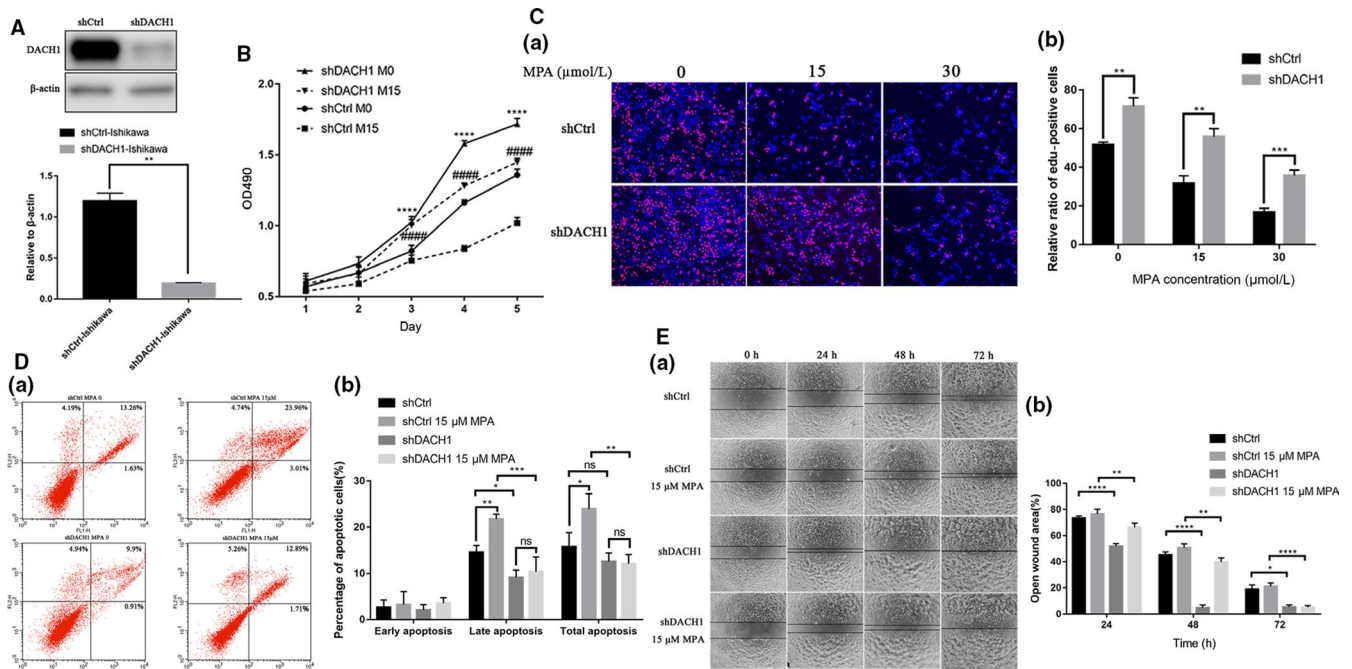 A
shCtrl shDACH1
DACH1
β-actin
shCtrl-Ishikawa
shDACH1-Ishikawa
**
Relative to β-actin
1.5
1.0
0.5
0.0
shCtrl-Ishikawa
shDACH1-Ishikawa
B
shDACH1 M0
shDACH1 M15
shCtrl M0
shCtrl M15
OD490
2.0
1.5
1.0
0.5
****
****
****
####
####
####
1 2 3 4 5
Day
C
(a)
MPA (µmol/L) 0 15 30
shCtrl
shDACH1
(b)
shCtrl
shDACH1
Relative ratio of edu-positive cells
80
60
40
20
0
**
**
***
0 15 30
MPA concentration (µmol/L)
D
(a)
shCtrl MPA 0
4.19% 13.26%
1.63%
FL2-H
10⁰ 10¹ 10² 10³ 10⁴
FL1-H
shCtrl MPA 15µM
4.74% 23.96%
3.01%
shDACH1 MPA 0
4.94% 9.9%
0.91%
shDACH1 MPA 15µM
5.26% 12.89%
1.71%
(b)
shCtrl
shCtrl 15 µM MPA
shDACH1
shDACH1 15 µM MPA
Percentage of apoptotic cells(%)
30
20
10
0
***
*
**
ns
**
ns
*
ns
Early apoptosis Late apoptosis Total apoptosis
E
(a)
0 h 24 h 48 h 72 h
shCtrl
shCtrl
15 µM MPA
shDACH1
shDACH1
15 µM MPA
(b)
shCtrl
shCtrl 15 µM MPA
shDACH1
shDACH1 15 µM MPA
Open wound area(%)
100
80
60
40
20
0
**
****
**
****
****
*
24 48 72
Time (h)